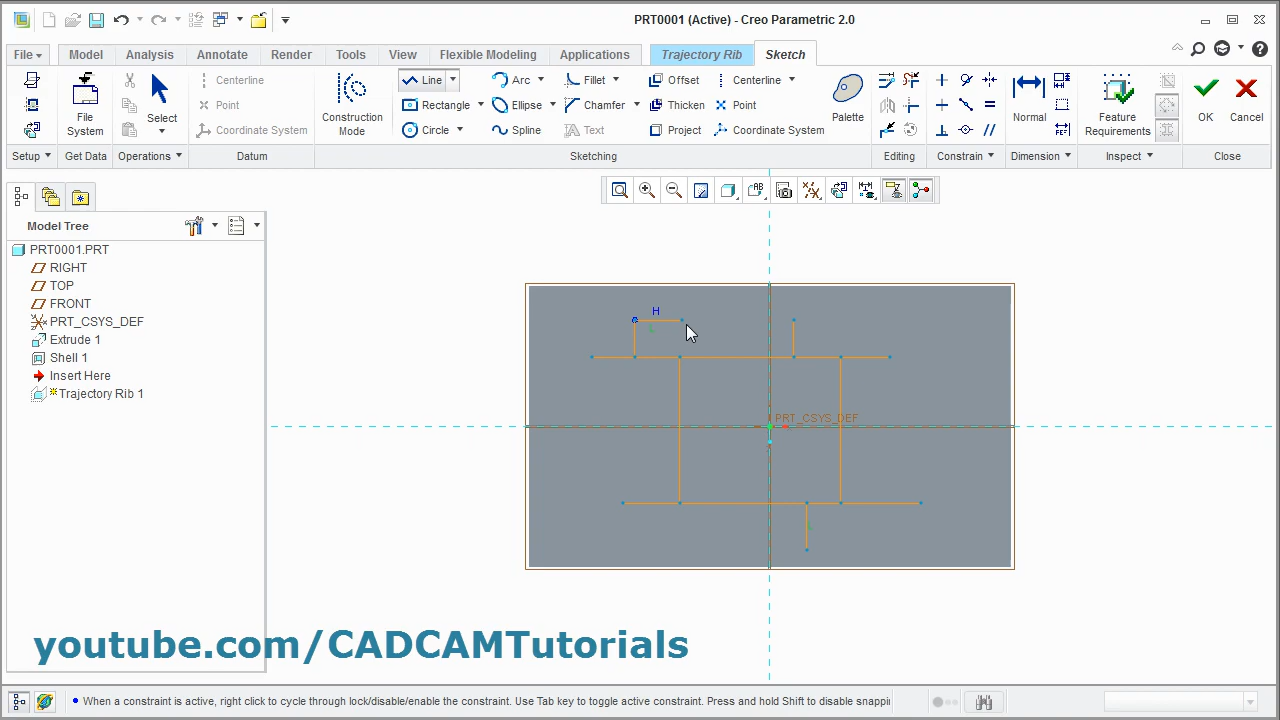 PRT0001 (Active) - Creo Parametric 2.0
File Model Analysis Annotate Render Tools View Flexible Modeling Applications Trajectory Rib Sketch
Centerline Line Arc Fillet Offset Centerline
Point Rectangle Ellipse Chamfer Thicken Point
Coordinate System Circle Spline Text Project Coordinate System
File System Select Construction Mode Palette Normal Feature Requirements OK Cancel
Setup Get Data Operations Datum Sketching Editing Constrain Dimension Inspect Close
Model Tree
PRT0001.PRT
RIGHT
TOP
FRONT
PRT_CSYS_DEF
Extrude 1
Shell 1
Insert Here
Trajectory Rib 1
H
L
PRT_CSYS_DEF
youtube.com/CADCAMTutorials
When a constraint is active, right click to cycle through lock/disable/enable the constraint. Use Tab key to toggle active constraint. Press and hold Shift to disable snappi